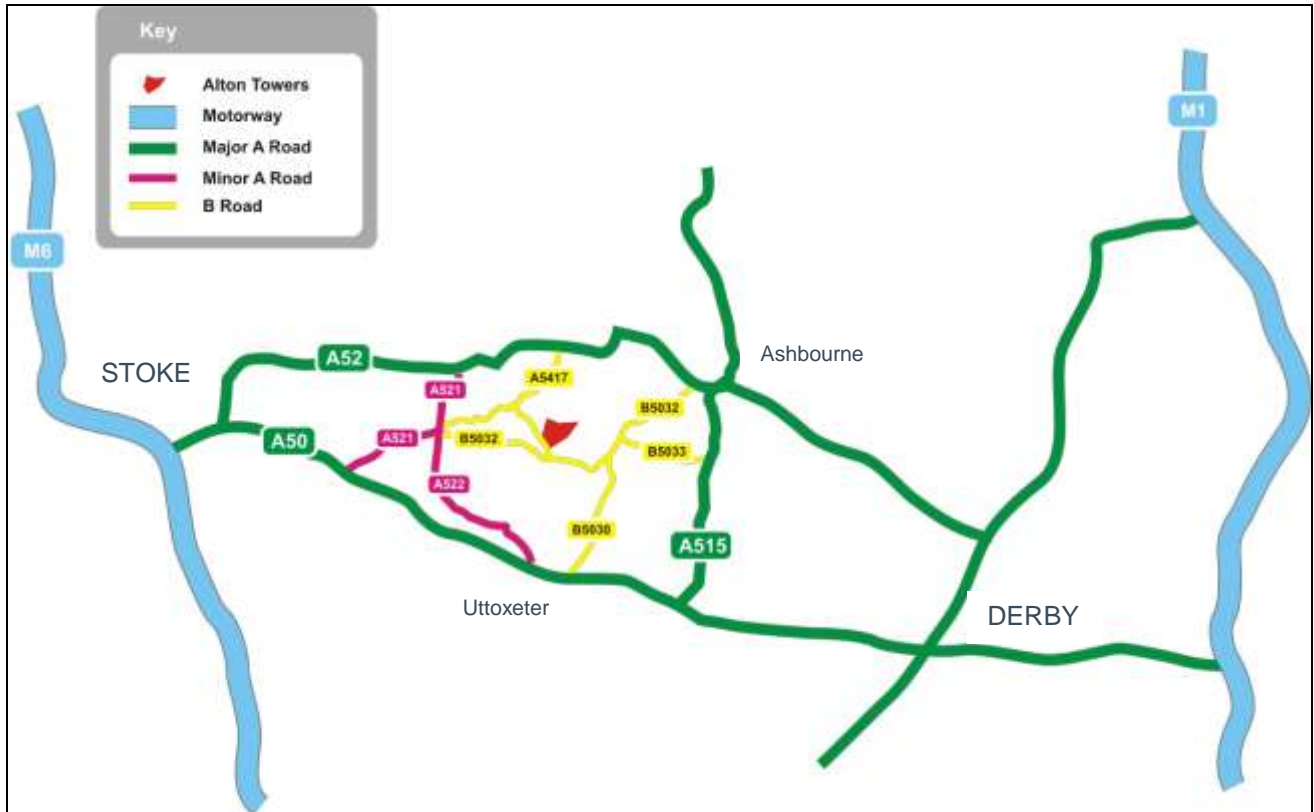 Key
Alton Towers
Motorway
Major A Road
Minor A Road
B Road
M1
M6
STOKE
A52
Ashbourne
A521
A5417
B5032
A50
A521
B5032
B5033
A522
B5030
A515
Uttoxeter
DERBY